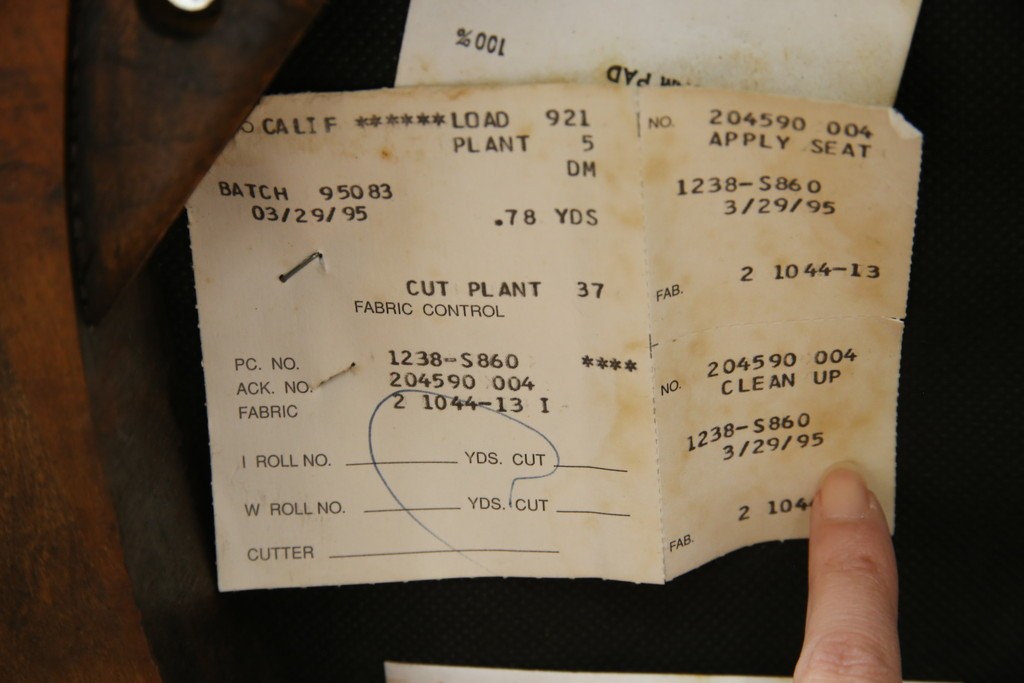 100%
PAD
CALIF ******LOAD 921
PLANT 5
DM
BATCH 95083
03/29/95
.78 YDS
CUT PLANT 37
FABRIC CONTROL
PC. NO. 1238-S860 ****
ACK. NO. 204590 004
FABRIC 2 1044-13 I
I ROLL NO. YDS. CUT
W ROLL NO. YDS. CUT
CUTTER
NO. 204590 004
APPLY SEAT
1238-S860
3/29/95
FAB. 2 1044-13
NO. 204590 004
CLEAN UP
1238-S860
3/29/95
FAB. 2 104